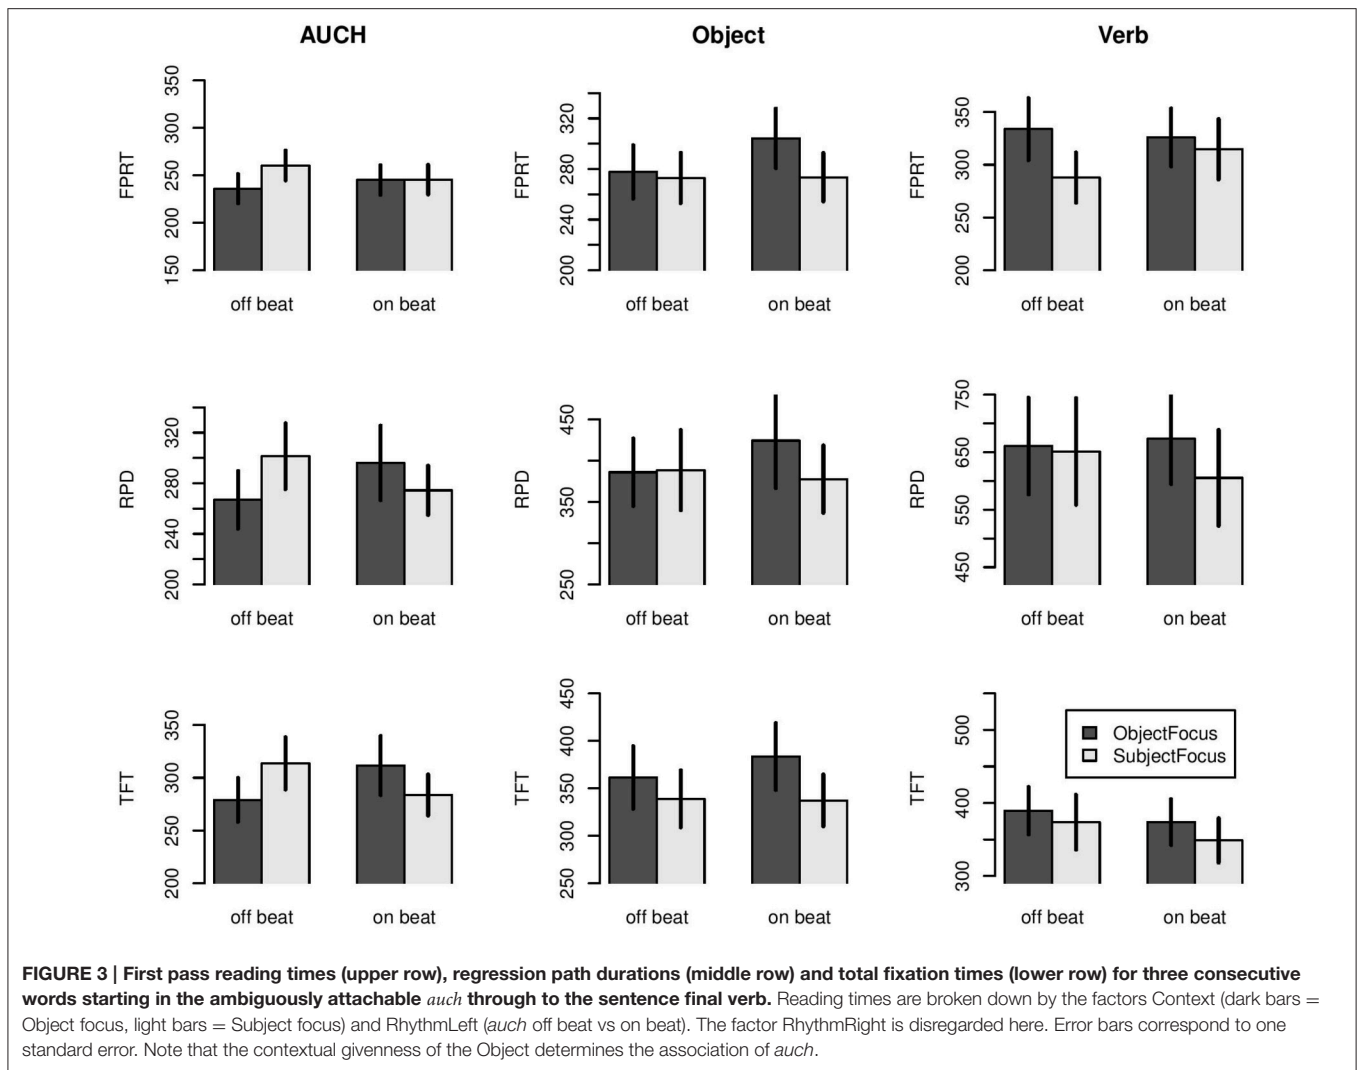 AUCH Object Verb
FPRT
150 200 250 300 350
off beat on beat
FPRT
200 240 280 320
off beat on beat
FPRT
200 250 300 350
off beat on beat
RPD
200 240 280 320
off beat on beat
RPD
250 350 450
off beat on beat
RPD
450 550 650 750
off beat on beat
TFT
200 250 300 350
off beat on beat
TFT
250 300 350 400 450
off beat on beat
TFT
300 400 500
ObjectFocus
SubjectFocus
off beat on beat
FIGURE 3 | First pass reading times (upper row), regression path durations (middle row) and total fixation times (lower row) for three consecutive
words starting in the ambiguously attachable auch through to the sentence final verb. Reading times are broken down by the factors Context (dark bars =
Object focus, light bars = Subject focus) and RhythmLeft (auch off beat vs on beat). The factor RhythmRight is disregarded here. Error bars correspond to one
standard error. Note that the contextual givenness of the Object determines the association of auch.